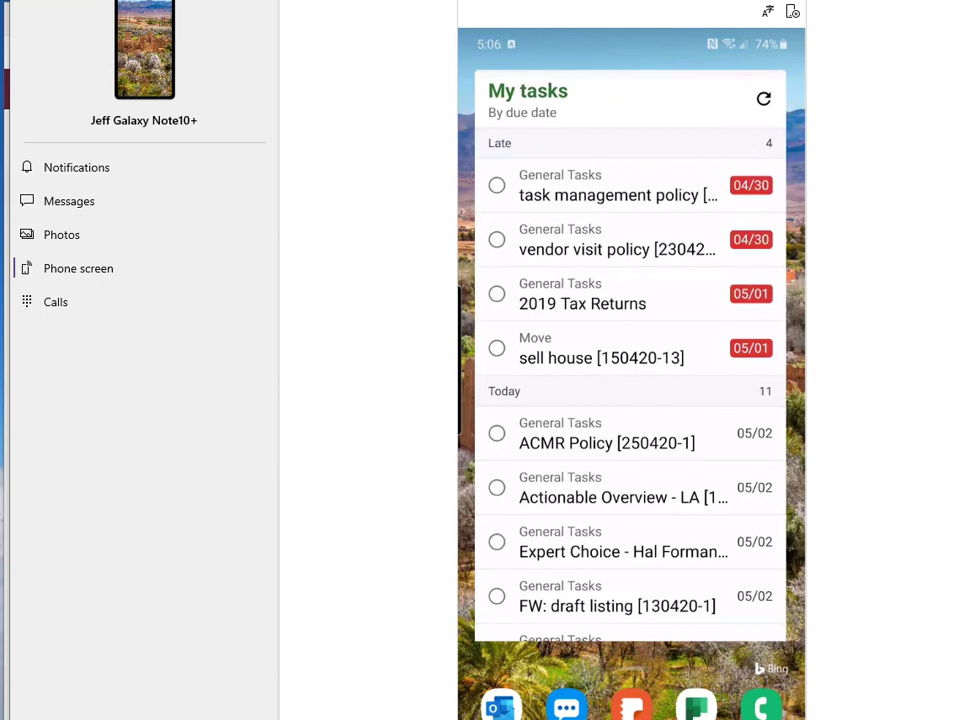 Jeff Galaxy Note10+
Notifications
Messages
Photos
Phone screen
Calls
5:06
74%
My tasks
By due date
Late 4
General Tasks
task management policy [... 04/30
General Tasks
vendor visit policy [23042... 04/30
General Tasks
2019 Tax Returns 05/01
Move
sell house [150420-13] 05/01
Today 11
General Tasks
ACMR Policy [250420-1] 05/02
General Tasks
Actionable Overview - LA [1... 05/02
General Tasks
Expert Choice - Hal Forman... 05/02
General Tasks
FW: draft listing [130420-1] 05/02
General Tasks
Bing